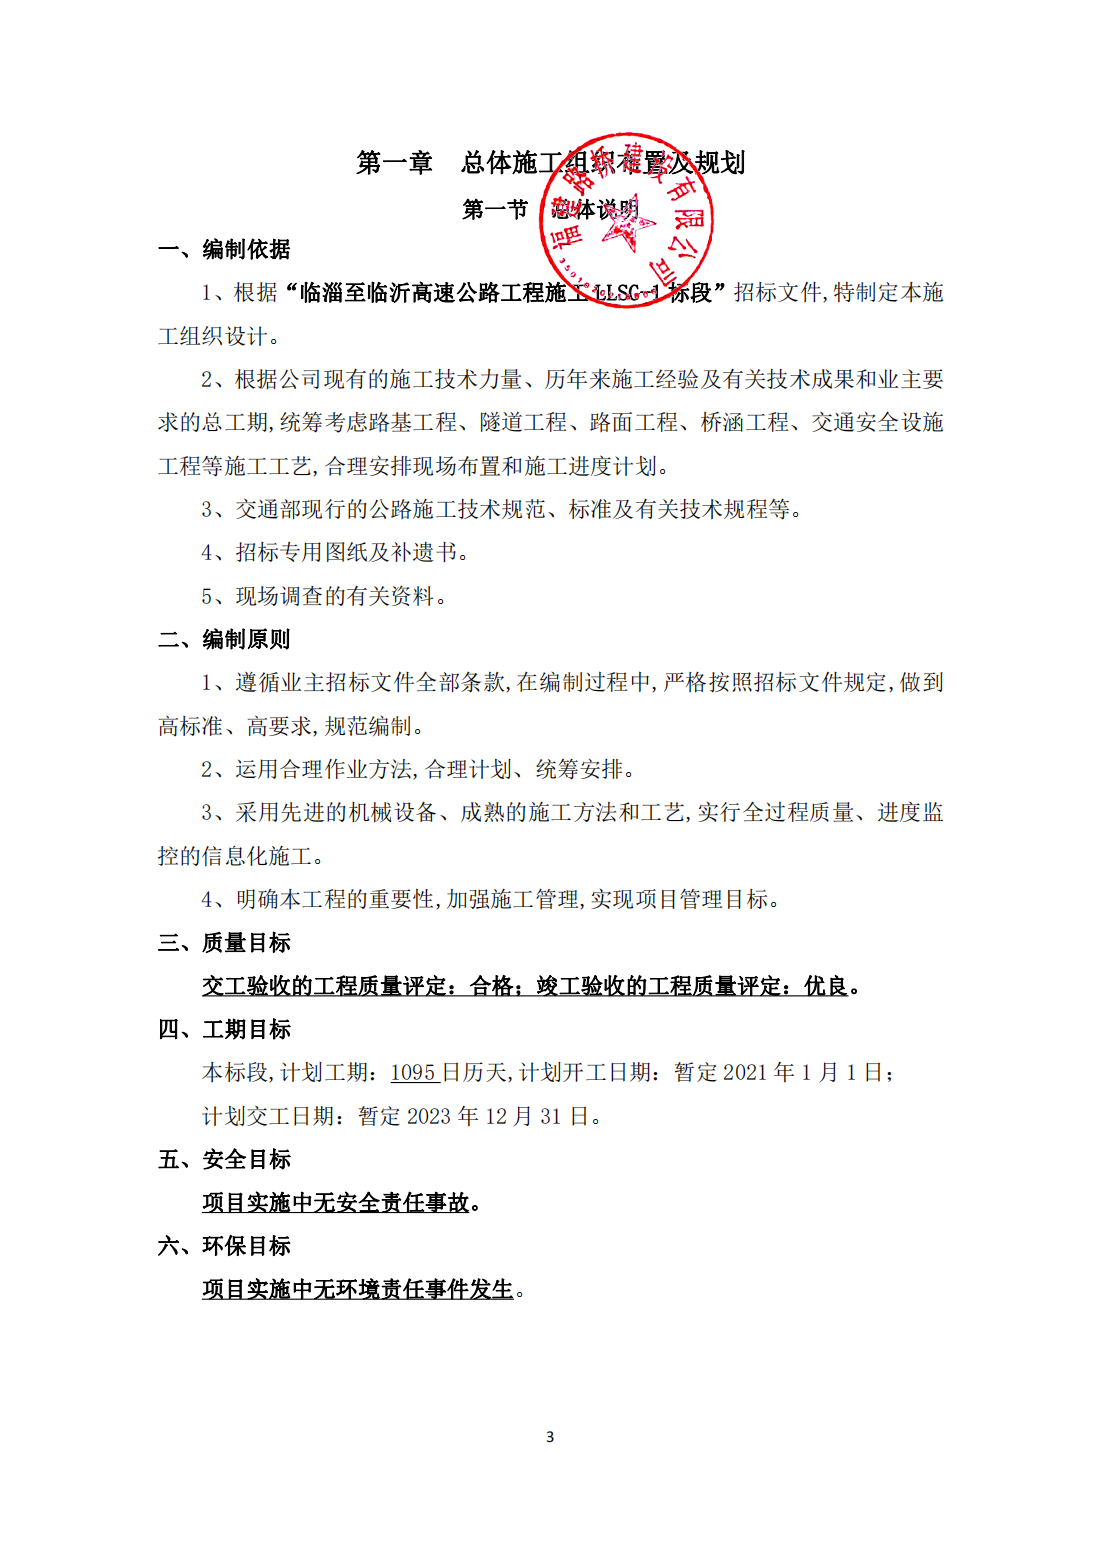 第一章 总体施工组织布置及规划
第一节 总体说明
福建路桥建设有限公司
一、编制依据
1、根据“临淄至临沂高速公路工程施工 LLSG-1 标段”招标文件,特制定本施
工组织设计。
2、根据公司现有的施工技术力量、历年来施工经验及有关技术成果和业主要
求的总工期,统筹考虑路基工程、隧道工程、路面工程、桥涵工程、交通安全设施
工程等施工工艺,合理安排现场布置和施工进度计划。
3、交通部现行的公路施工技术规范、标准及有关技术规程等。
4、招标专用图纸及补遗书。
5、现场调查的有关资料。
二、编制原则
1、遵循业主招标文件全部条款,在编制过程中,严格按照招标文件规定,做到
高标准、高要求,规范编制。
2、运用合理作业方法,合理计划、统筹安排。
3、采用先进的机械设备、成熟的施工方法和工艺,实行全过程质量、进度监
控的信息化施工。
4、明确本工程的重要性,加强施工管理,实现项目管理目标。
三、质量目标
交工验收的工程质量评定：合格；竣工验收的工程质量评定：优良。
四、工期目标
本标段,计划工期：1095 日历天,计划开工日期：暂定 2021 年 1 月 1 日；
计划交工日期：暂定 2023 年 12 月 31 日。
五、安全目标
项目实施中无安全责任事故。
六、环保目标
项目实施中无环境责任事件发生。
3